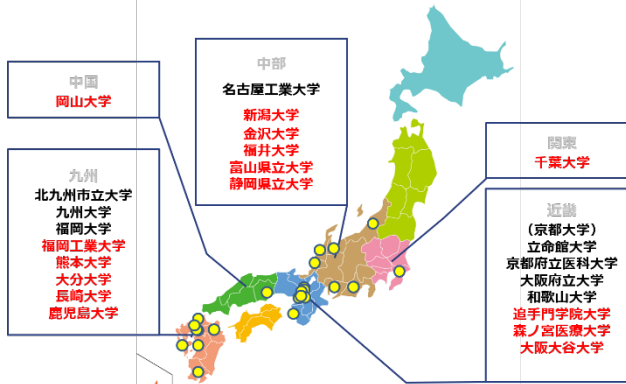 中国
岡山大学
中部
名古屋工業大学
新潟大学
金沢大学
福井大学
富山県立大学
静岡県立大学
関東
千葉大学
九州
北九州市立大学
九州大学
福岡大学
福岡工業大学
熊本大学
大分大学
長崎大学
鹿児島大学
近畿
(京都大学)
立命館大学
京都府立医科大学
大阪府立大学
和歌山大学
追手門学院大学
森ノ宮医療大学
大阪大谷大学